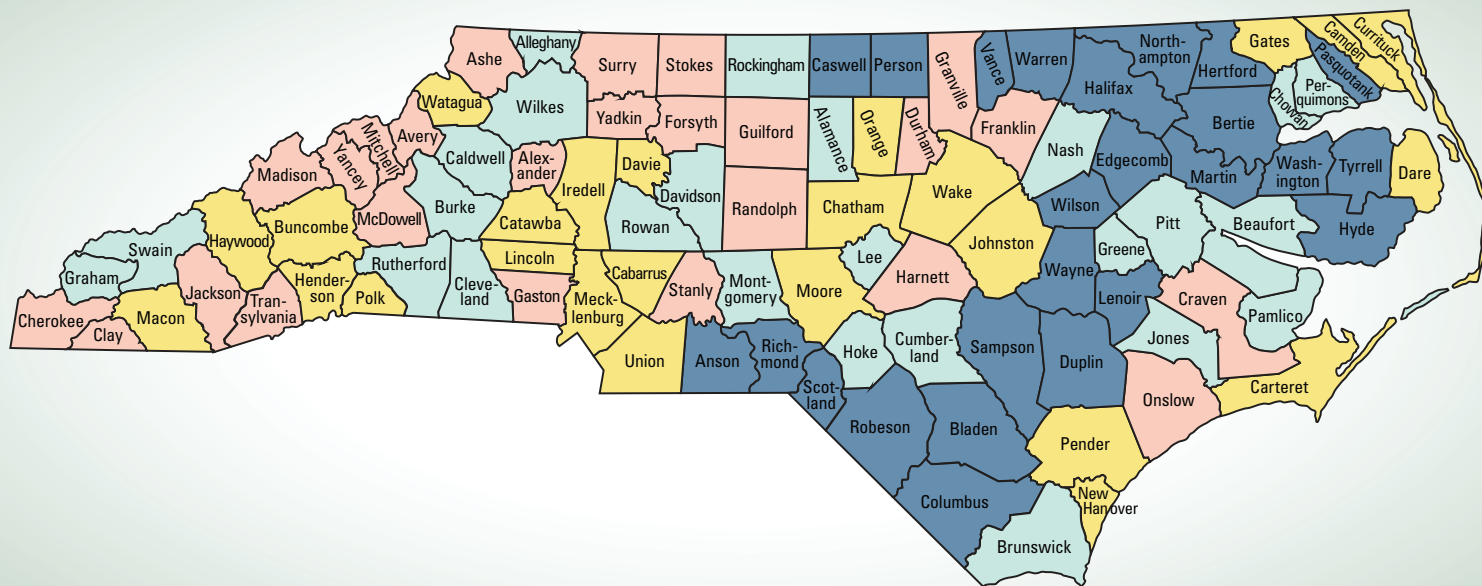 Ashe
Alleghany
Surry
Stokes
Rockingham
Caswell
Person
Granville
Vance
Warren
North-
ampton
Halifax
Hertford
Gates
Camden
Currituck
Pasquotank
Per-
quimons
Chowan
Watagua
Wilkes
Yadkin
Forsyth
Guilford
Alamance
Orange
Durham
Franklin
Nash
Edgecomb
Bertie
Martin
Wash-
ington
Tyrrell
Dare
Hyde
Avery
Mitchell
Yancey
Madison
Caldwell
Alex-
ander
Iredell
Davie
Davidson
Randolph
Chatham
Wake
Johnston
Wilson
Pitt
Greene
Beaufort
Swain
Graham
Haywood
Buncombe
McDowell
Burke
Catawba
Lincoln
Rowan
Cherokee
Clay
Macon
Jackson
Tran-
sylvania
Hender-
son
Polk
Rutherford
Cleve-
land
Gaston
Meck-
lenburg
Cabarrus
Stanly
Mont-
gomery
Moore
Lee
Harnett
Wayne
Lenoir
Craven
Pamlico
Jones
Union
Anson
Rich-
mond
Scot-
land
Hoke
Cumber-
land
Sampson
Duplin
Onslow
Carteret
Robeson
Bladen
Pender
Columbus
New
Hanover
Brunswick